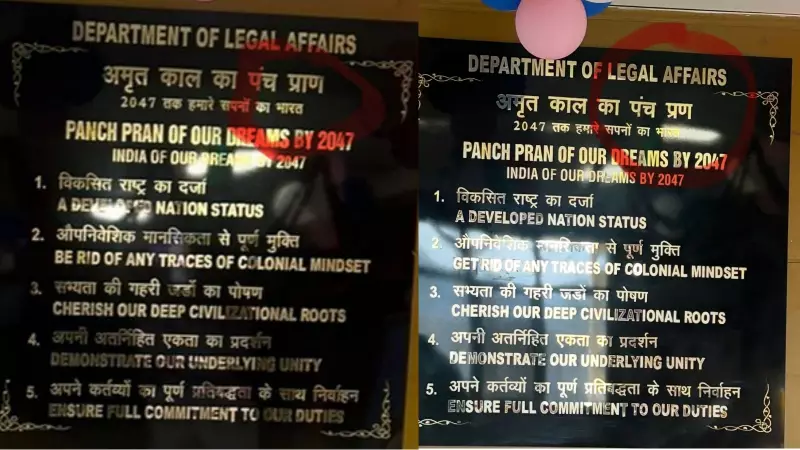 DEPARTMENT OF LEGAL AFFAIRS
अमृत काल का पंच प्राण
2047 तक हमारे सपनों का भारत
PANCH PRAN OF OUR DREAMS BY 2047
INDIA OF OUR DREAMS BY 2047
1. विकसित राष्ट्र का दर्जा
A DEVELOPED NATION STATUS
2. औपनिवेशिक मानसिकता से पूर्ण मुक्ति
BE RID OF ANY TRACES OF COLONIAL MINDSET
3. सभ्यता की गहरी जडों का पोषण
CHERISH OUR DEEP CIVILIZATIONAL ROOTS
4. अपनी अतर्निहित एकता का प्रदर्शन
DEMONSTRATE OUR UNDERLYING UNITY
5. अपने कर्तव्यों का पूर्ण प्रतिबद्धता के साथ निर्वाहन
ENSURE FULL COMMITMENT TO OUR DUTIES
DEPARTMENT OF LEGAL AFFAIRS
अमृत काल का पंच प्रण
2047 तक हमारे सपनों का भारत
PANCH PRAN OF OUR DREAMS BY 2047
INDIA OF OUR DREAMS BY 2047
1. विकसित राष्ट्र का दर्जा
A DEVELOPED NATION STATUS
2. औपनिवेशिक मानसिकता से पूर्ण मुक्ति
GET RID OF ANY TRACES OF COLONIAL MINDSET
3. सभ्यता की गहरी जडों का पोषण
CHERISH OUR DEEP CIVILIZATIONAL ROOTS
4. अपनी अतर्निहित एकता का प्रदर्शन
DEMONSTRATE OUR UNDERLYING UNITY
5. अपने कर्तव्यों का पूर्ण प्रतिबद्धता के साथ निर्वाहन
ENSURE FULL COMMITMENT TO OUR DUTIES